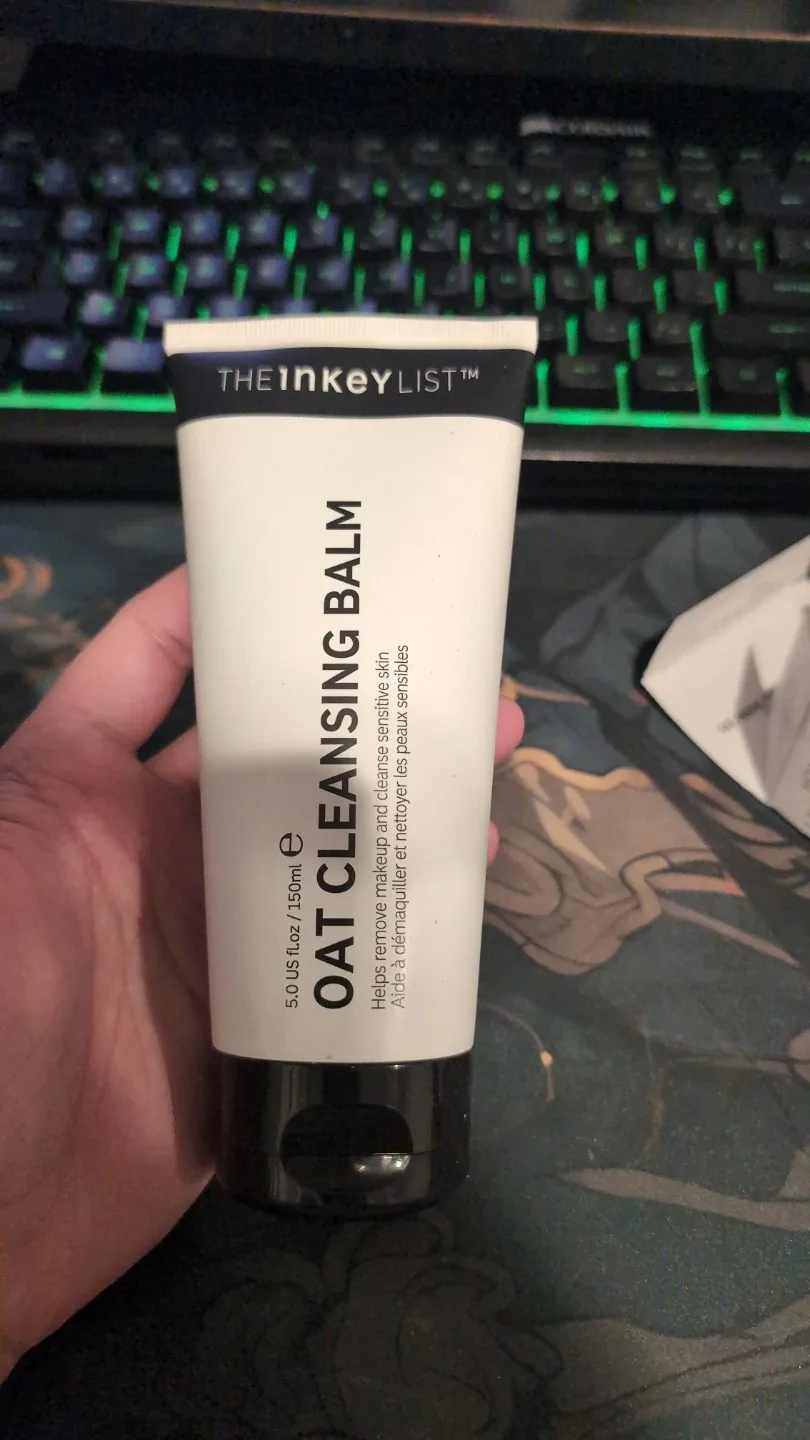 THE INKEY LIST™
5.0 US fl.oz / 150ml ℮
OAT CLEANSING BALM
Helps remove makeup and cleanse sensitive skin
Aide à démaquiller et nettoyer les peaux sensibles
CORSAIR